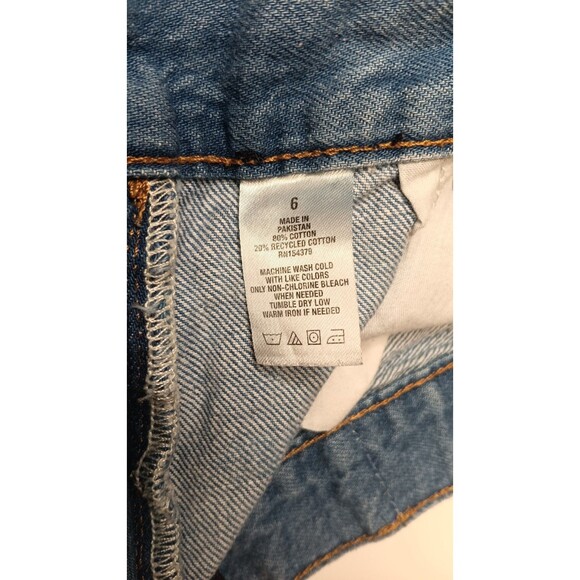 6
MADE IN
PAKISTAN
80% COTTON
20% RECYCLED COTTON
RN154379
MACHINE WASH COLD
WITH LIKE COLORS
ONLY NON-CHLORINE BLEACH
WHEN NEEDED
TUMBLE DRY LOW
WARM IRON IF NEEDED